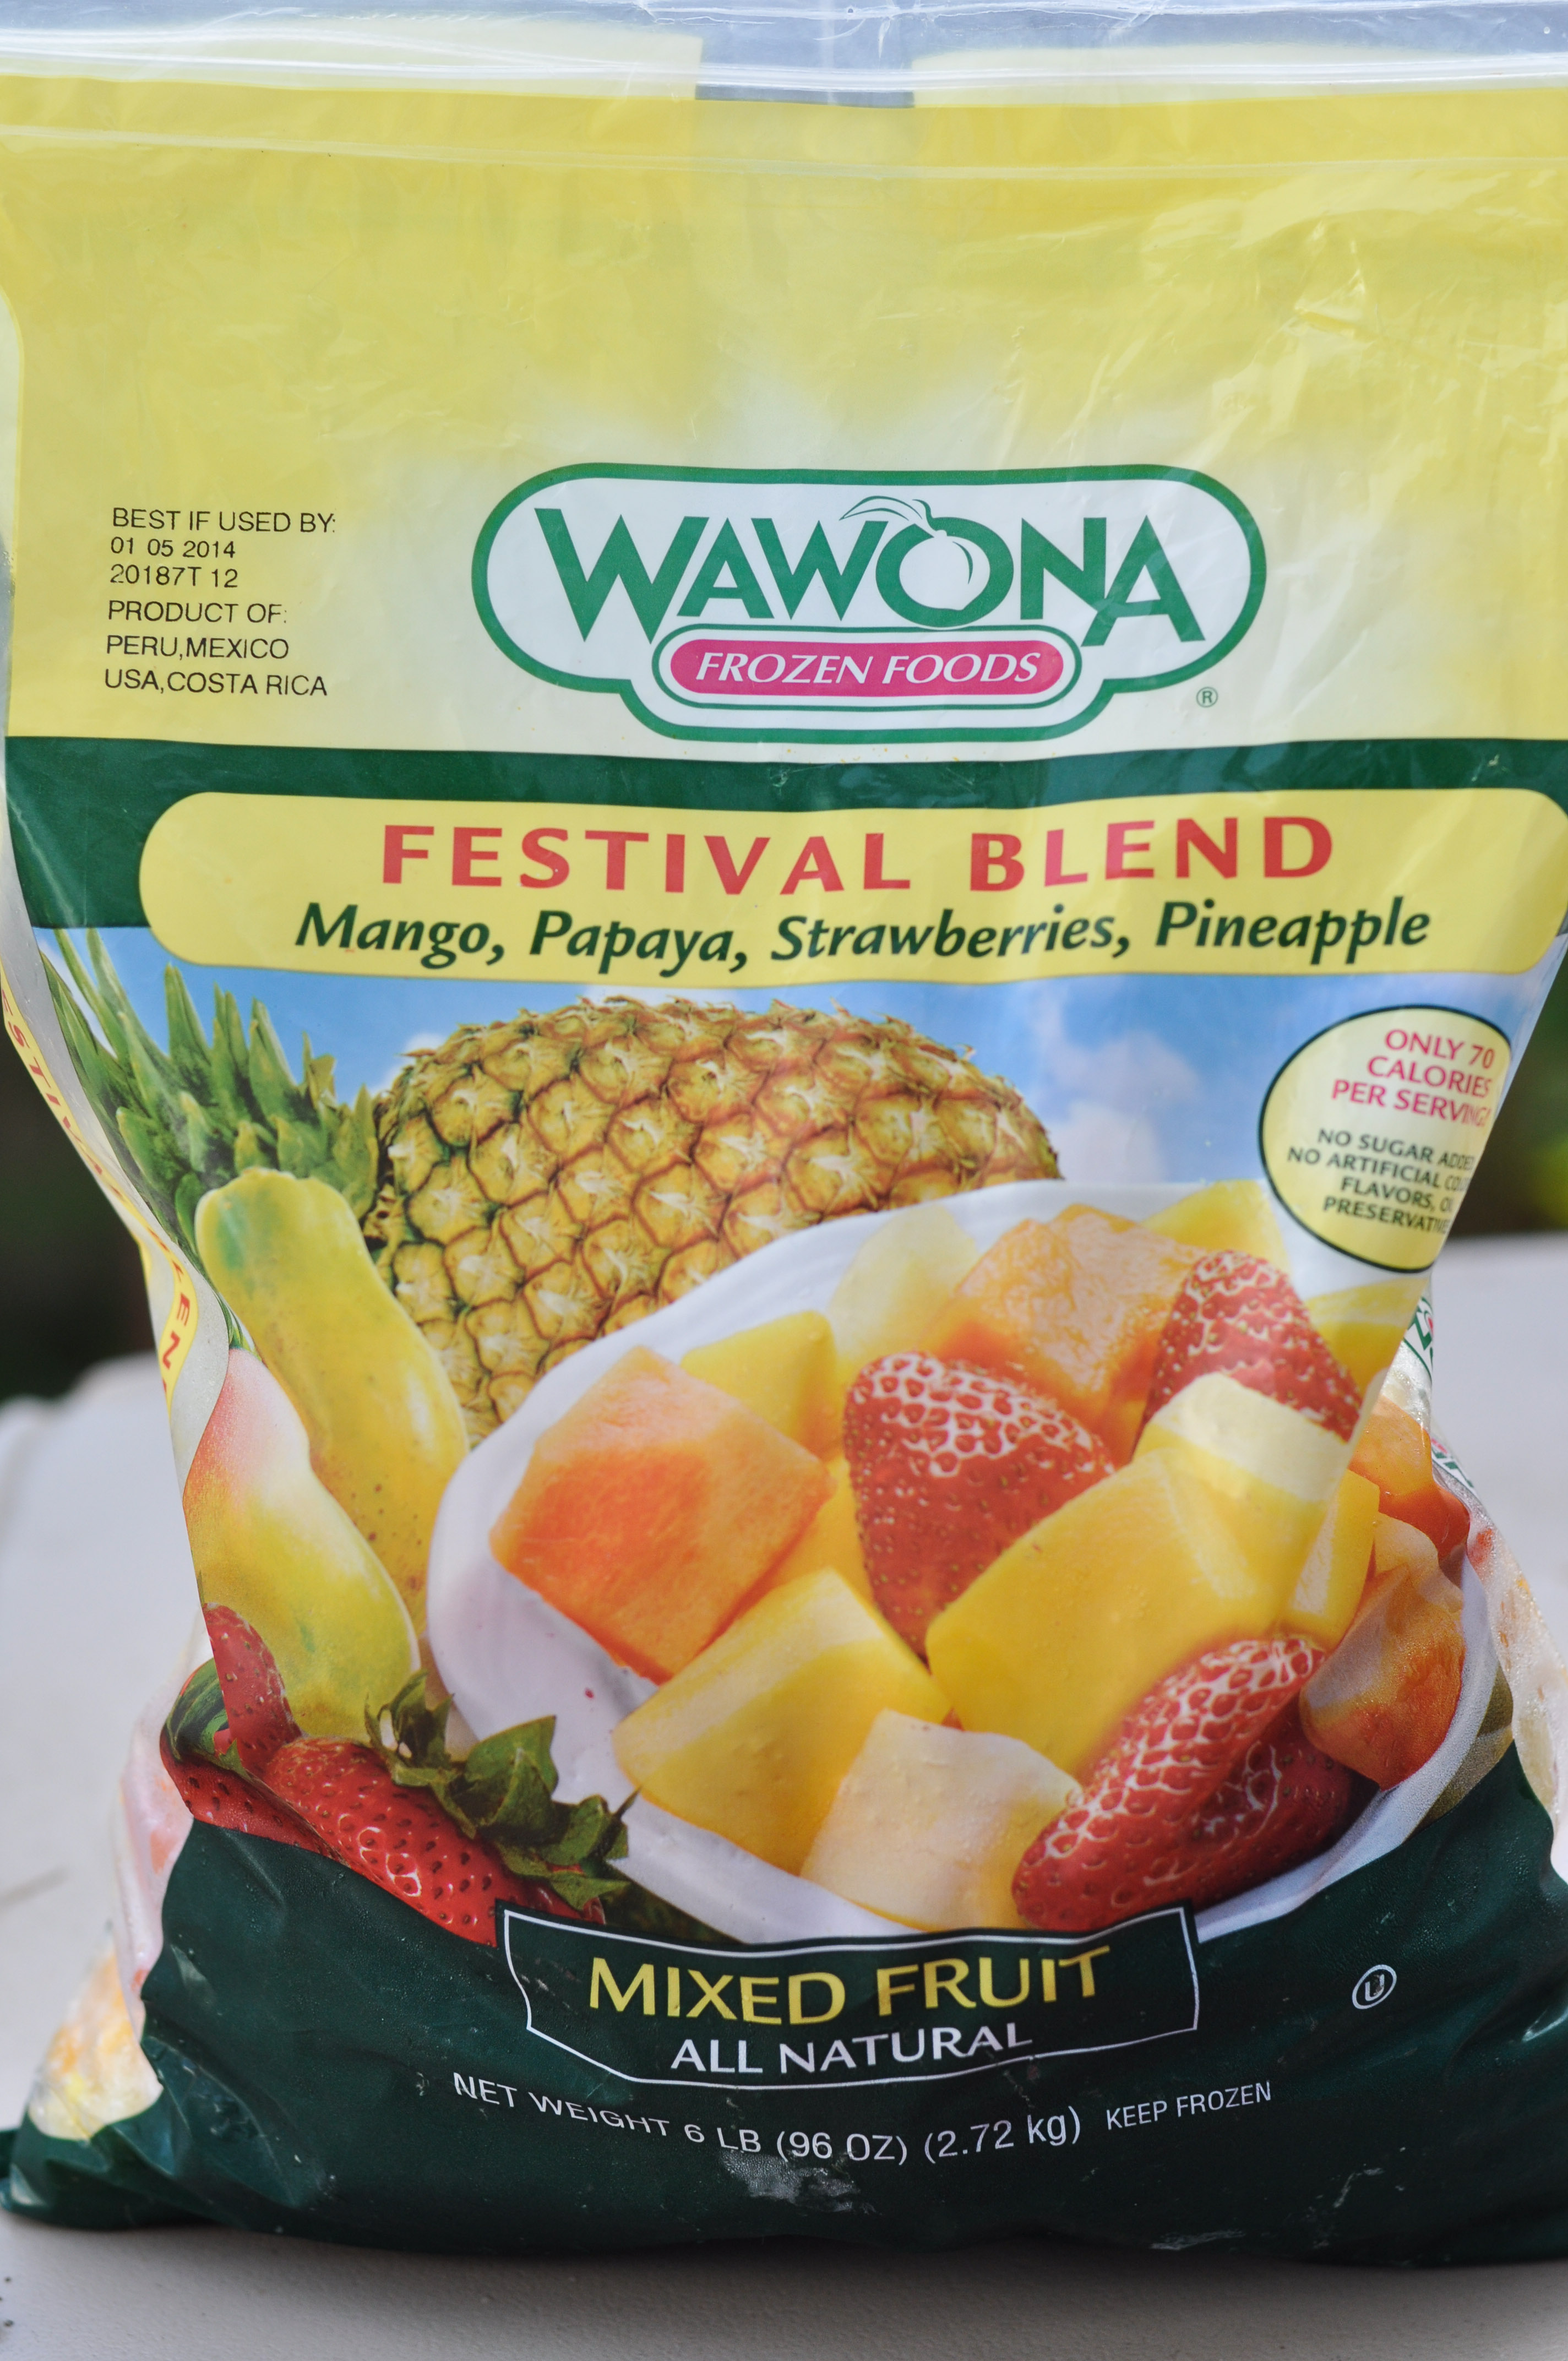 BEST IF USED BY:
01 05 2014
20187T 12
PRODUCT OF:
PERU,MEXICO
USA,COSTA RICA
WAWONA
FROZEN FOODS
®
FESTIVAL BLEND
Mango, Papaya, Strawberries, Pineapple
ONLY 70
CALORIES
PER SERVING
NO SUGAR
NO ARTIFICIAL
FLAVORS,
MIXED FRUIT
ALL NATURAL
U
NET WEIGHT 6 LB (96 OZ) (2.72 kg) KEEP FROZEN